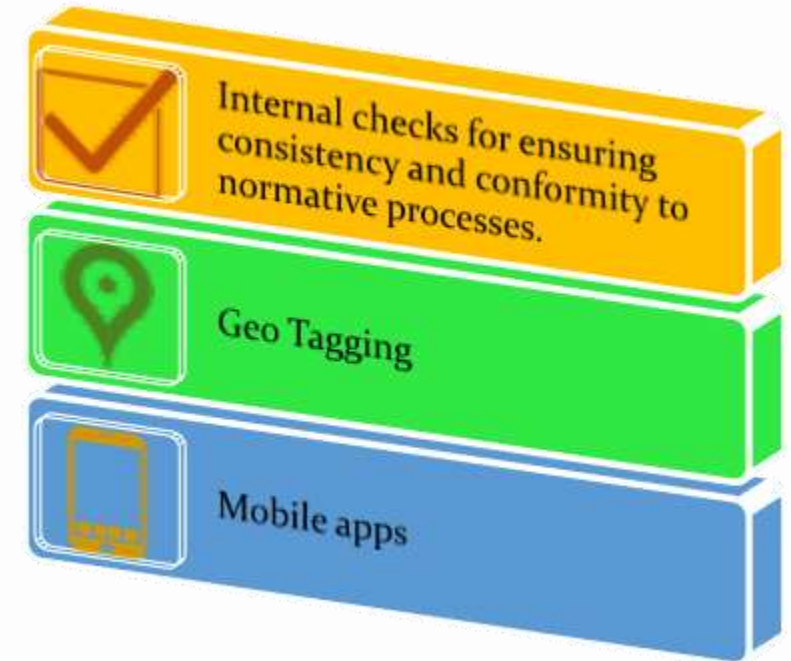 Internal checks for ensuring
consistency and conformity to
normative processes.
Geo Tagging
Mobile apps